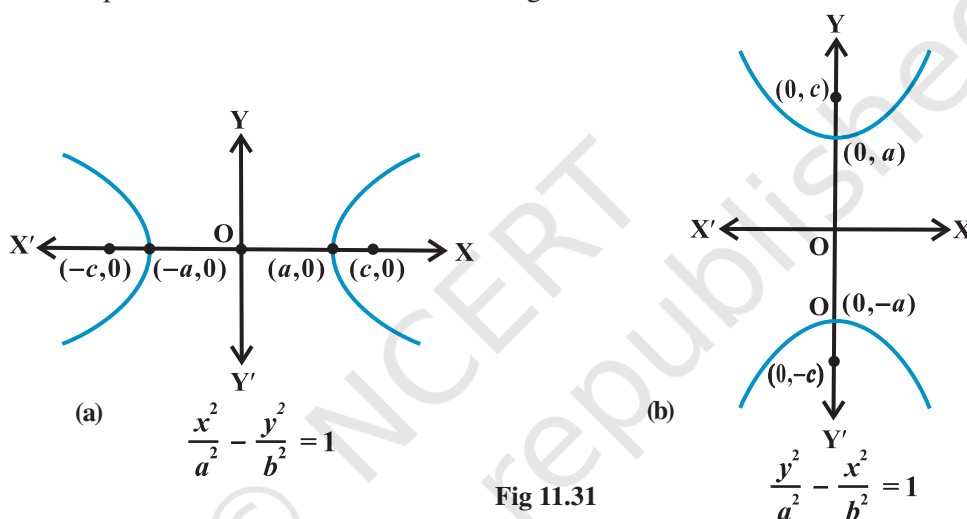 Y
X′
O
X
(−c,0)
(−a,0)
(a,0)
(c,0)
Y′
(a)
x²/a² − y²/b² = 1
Y
(0, c)
(0, a)
X′
O
X
O
(0,−a)
(0,−c)
(b)
Y′
y²/a² − x²/b² = 1
Fig 11.31
© NCERT
republished